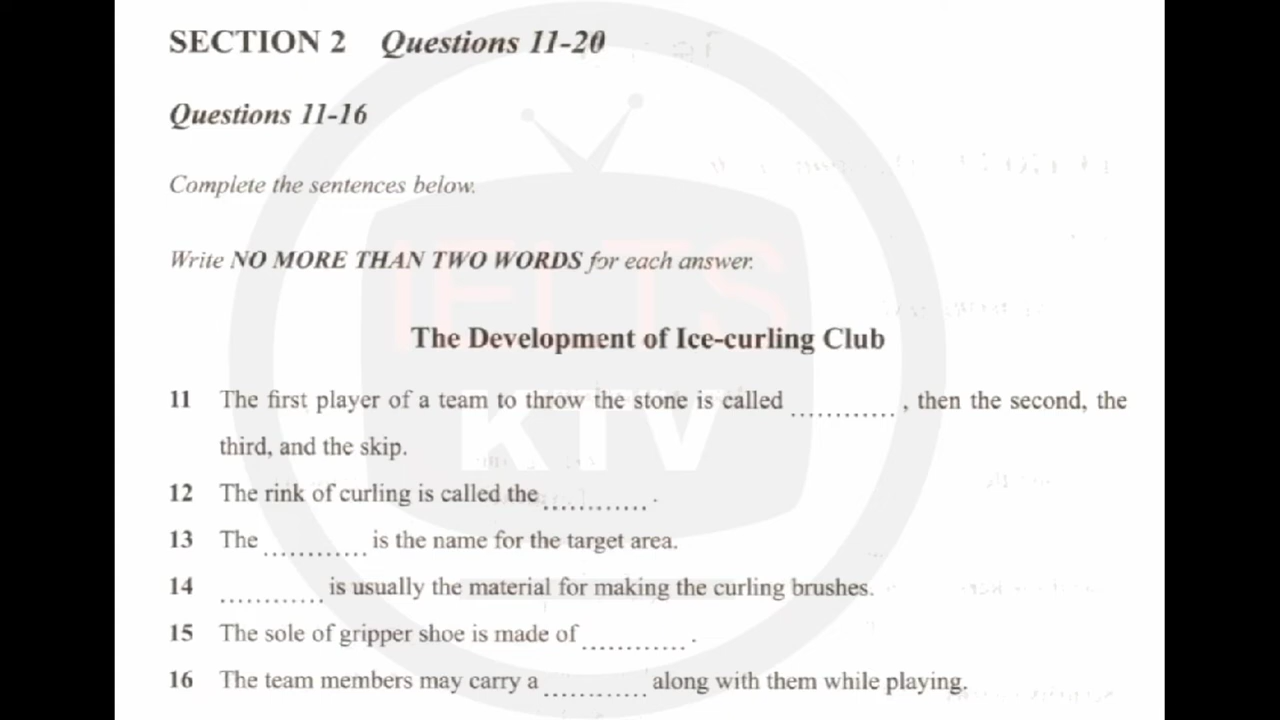 SECTION 2 Questions 11-20
Questions 11-16
Complete the sentences below.
Write NO MORE THAN TWO WORDS for each answer.
IELTS
The Development of Ice-curling Club
KTV
11 The first player of a team to throw the stone is called ............ , then the second, the
third, and the skip.
12 The rink of curling is called the ............ .
13 The ............ is the name for the target area.
14 ............ is usually the material for making the curling brushes.
15 The sole of gripper shoe is made of ............ .
16 The team members may carry a ............ along with them while playing.